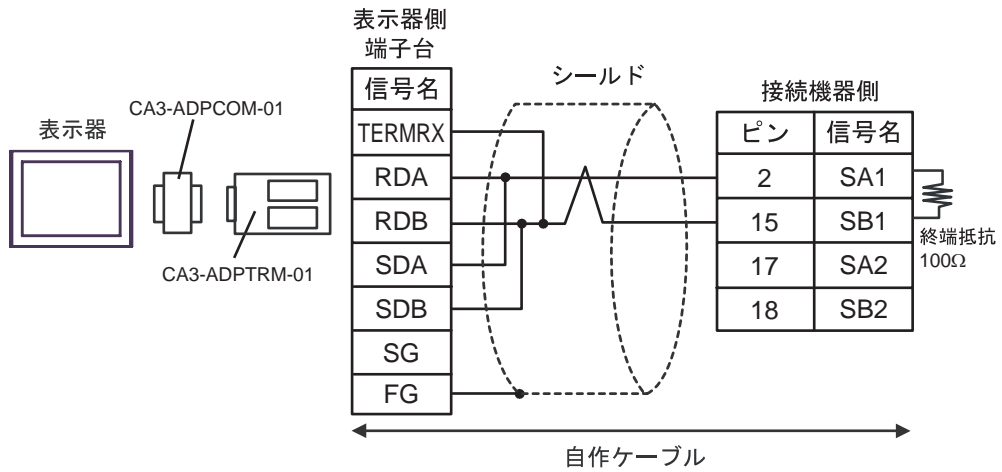 表示器
CA3-ADPCOM-01
CA3-ADPTRM-01
表示器側
端子台
信号名
TERMRX
RDA
RDB
SDA
SDB
SG
FG
シールド
接続機器側
ピン 信号名
2 SA1
15 SB1
17 SA2
18 SB2
終端抵抗
100Ω
自作ケーブル